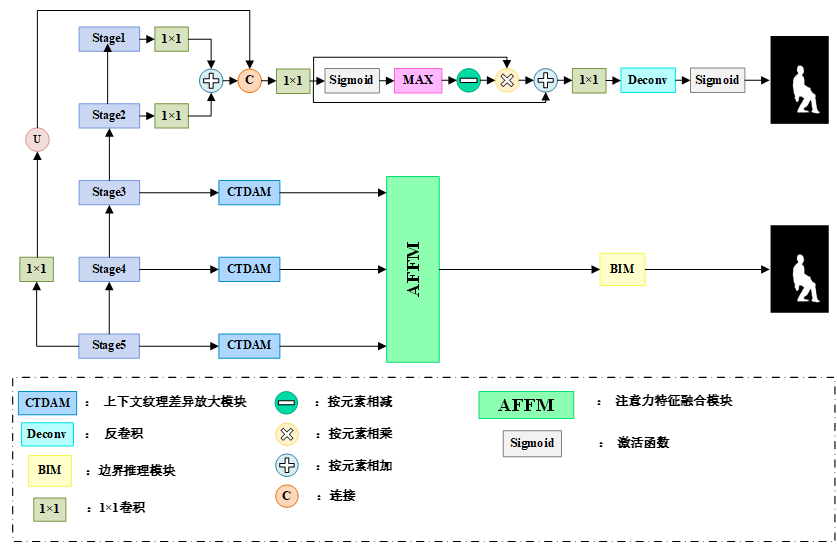 Stage1
1×1
Stage2
1×1
C
1×1
Sigmoid
MAX
1×1
Deconv
Sigmoid
U
Stage3
CTDAM
1×1
Stage4
CTDAM
AFFM
BIM
Stage5
CTDAM
CTDAM : 上下文纹理差异放大模块
Deconv : 反卷积
BIM : 边界推理模块
1×1 : 1×1卷积
: 按元素相减
: 按元素相乘
: 按元素相加
C : 连接
AFFM : 注意力特征融合模块
Sigmoid : 激活函数